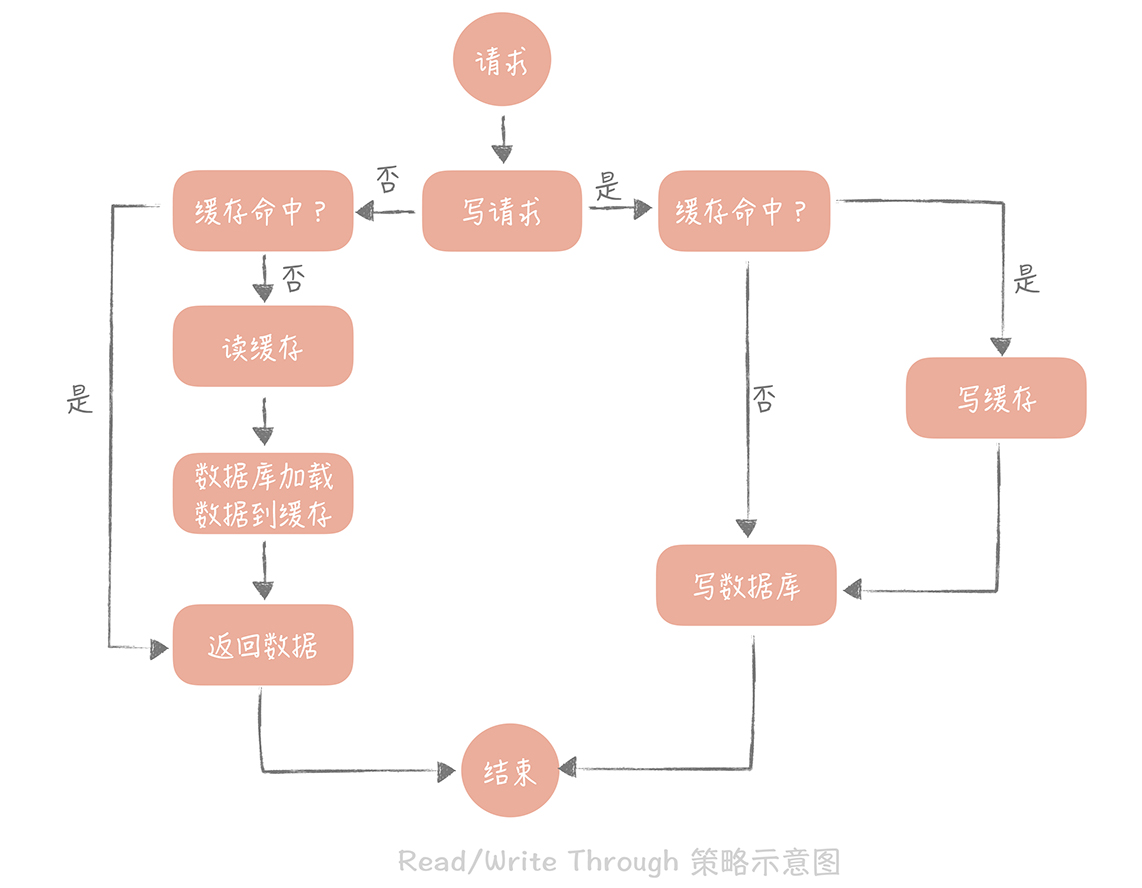 请求
否
是
缓存命中？
写请求
缓存命中？
否
是
读缓存
是
否
写缓存
数据库加载
数据到缓存
写数据库
返回数据
结束
Read/Write Through 策略示意图